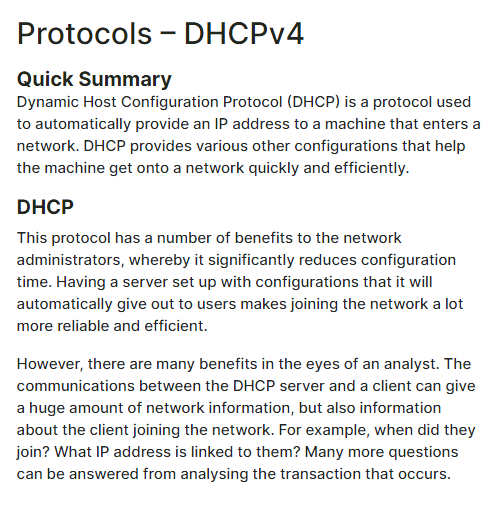 Protocols – DHCPv4
Quick Summary
Dynamic Host Configuration Protocol (DHCP) is a protocol used
to automatically provide an IP address to a machine that enters a
network. DHCP provides various other configurations that help
the machine get onto a network quickly and efficiently.
DHCP
This protocol has a number of benefits to the network
administrators, whereby it significantly reduces configuration
time. Having a server set up with configurations that it will
automatically give out to users makes joining the network a lot
more reliable and efficient.
However, there are many benefits in the eyes of an analyst. The
communications between the DHCP server and a client can give
a huge amount of network information, but also information
about the client joining the network. For example, when did they
join? What IP address is linked to them? Many more questions
can be answered from analysing the transaction that occurs.